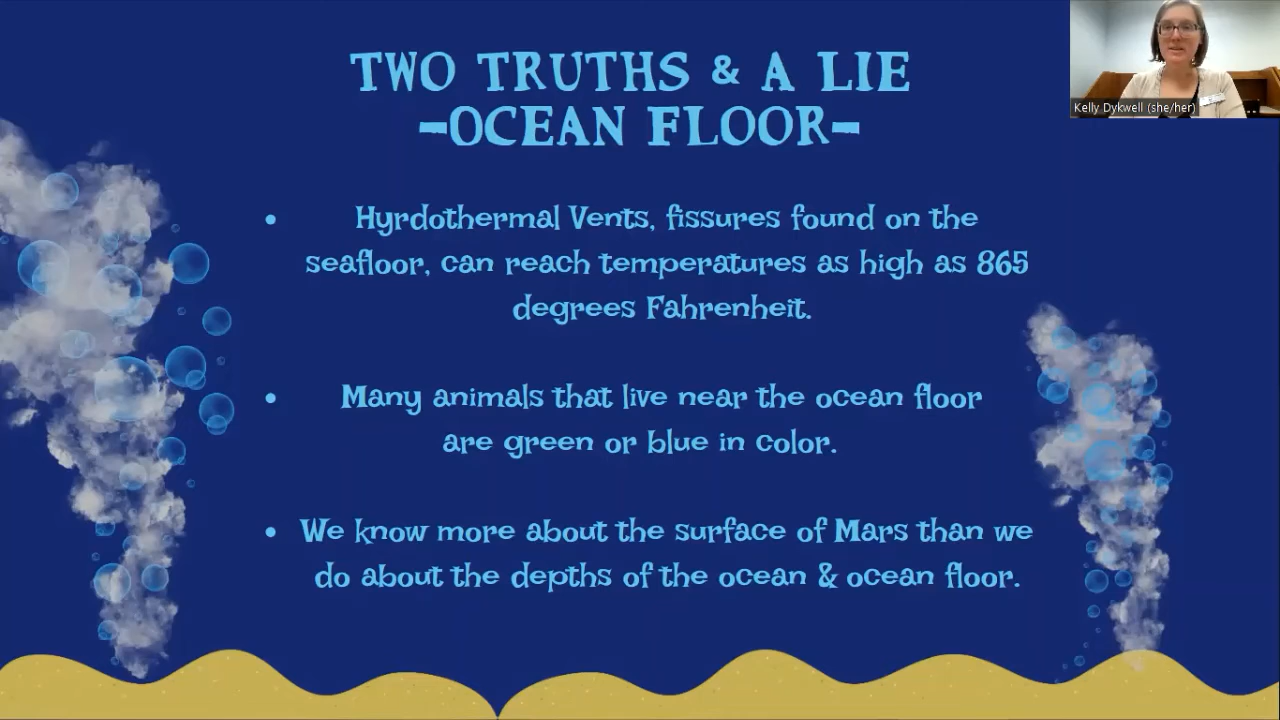 TWO TRUTHS & A LIE
-OCEAN FLOOR-
Kelly Dykwell (she/her)
• Hyrdothermal Vents, fissures found on the
seafloor, can reach temperatures as high as 865
degrees Fahrenheit.
• Many animals that live near the ocean floor
are green or blue in color.
• We know more about the surface of Mars than we
do about the depths of the ocean & ocean floor.